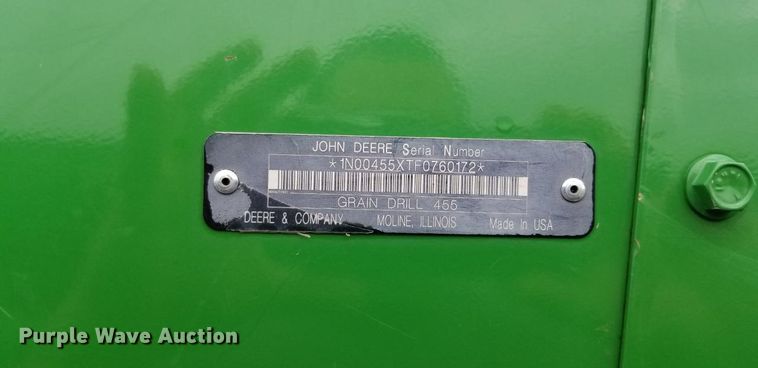 JOHN DEERE Serial Number
*1N00455XTF0760172*
GRAIN DRILL 455
DEERE & COMPANY MOLINE, ILLINOIS Made In USA
Purple Wave Auction